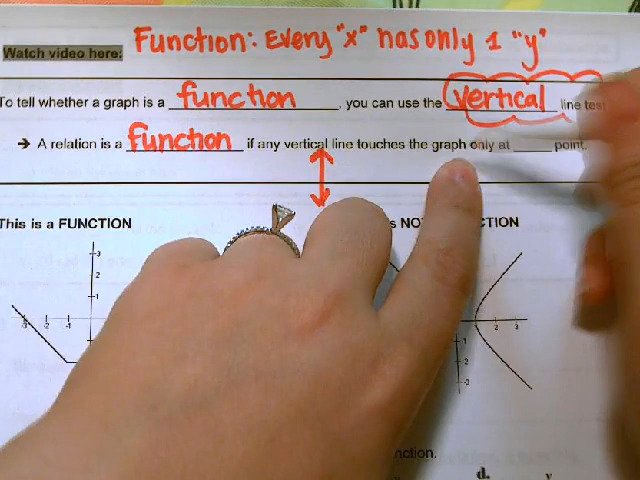 Function: Every "x" has only 1 "y"
Watch video here:
To tell whether a graph is a function, you can use the vertical line test
→ A relation is a function if any vertical line touches the graph only at ____ point.
This is a FUNCTION
NOT
CTION
3
2
1
-3 -2 -1
2 3
1
2
-3
nction.
d. y